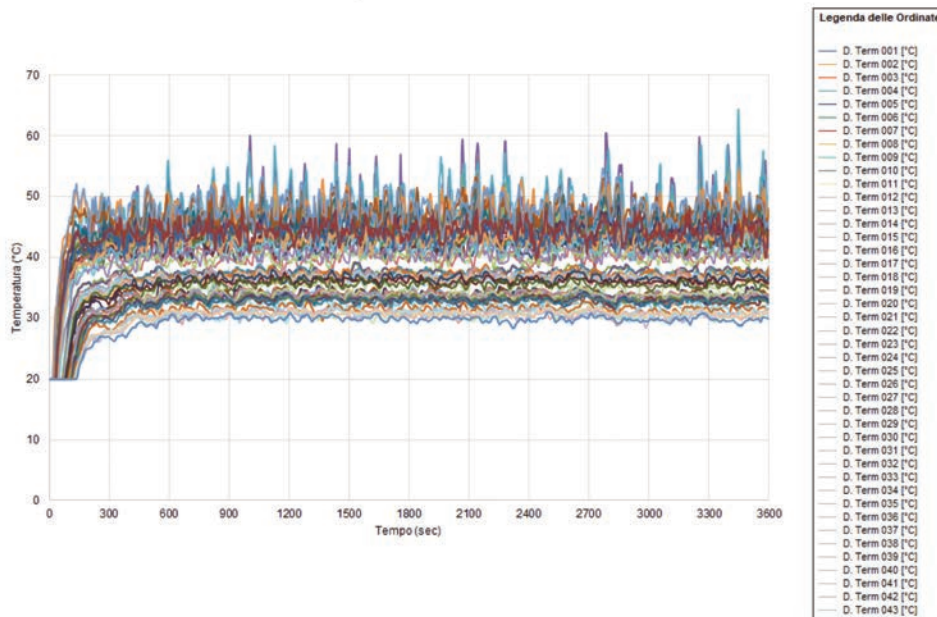 Legenda delle Ordinate
D. Term 001 [°C]
D. Term 002 [°C]
D. Term 003 [°C]
D. Term 004 [°C]
D. Term 005 [°C]
D. Term 006 [°C]
D. Term 007 [°C]
D. Term 008 [°C]
D. Term 009 [°C]
D. Term 010 [°C]
D. Term 011 [°C]
D. Term 012 [°C]
D. Term 013 [°C]
D. Term 014 [°C]
D. Term 015 [°C]
D. Term 016 [°C]
D. Term 017 [°C]
D. Term 018 [°C]
D. Term 019 [°C]
D. Term 020 [°C]
D. Term 021 [°C]
D. Term 022 [°C]
D. Term 023 [°C]
D. Term 024 [°C]
D. Term 025 [°C]
D. Term 026 [°C]
D. Term 027 [°C]
D. Term 028 [°C]
D. Term 029 [°C]
D. Term 030 [°C]
D. Term 031 [°C]
D. Term 032 [°C]
D. Term 033 [°C]
D. Term 034 [°C]
D. Term 035 [°C]
D. Term 036 [°C]
D. Term 037 [°C]
D. Term 038 [°C]
D. Term 039 [°C]
D. Term 040 [°C]
D. Term 041 [°C]
D. Term 042 [°C]
D. Term 043 [°C]
Temperatura (°C)
70
60
50
40
30
20
10
0
0 300 600 900 1200 1500 1800 2100 2400 2700 3000 3300 3600
Tempo (sec)